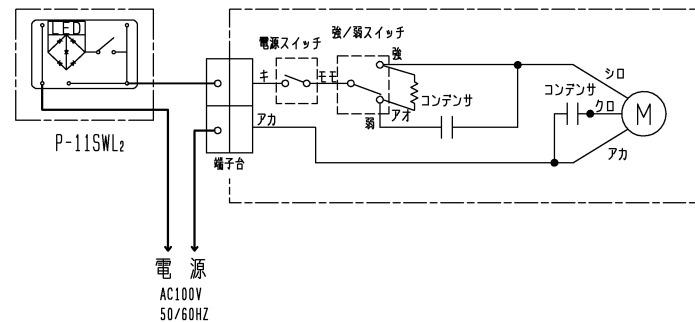 LED
P-11SWL₂
電源
AC100V
50/60HZ
端子台
キ
電源スイッチ
モモ
強/弱スイッチ
強
弱
アオ
コンデンサ
アカ
コンデンサ
シロ
クロ
アカ
M